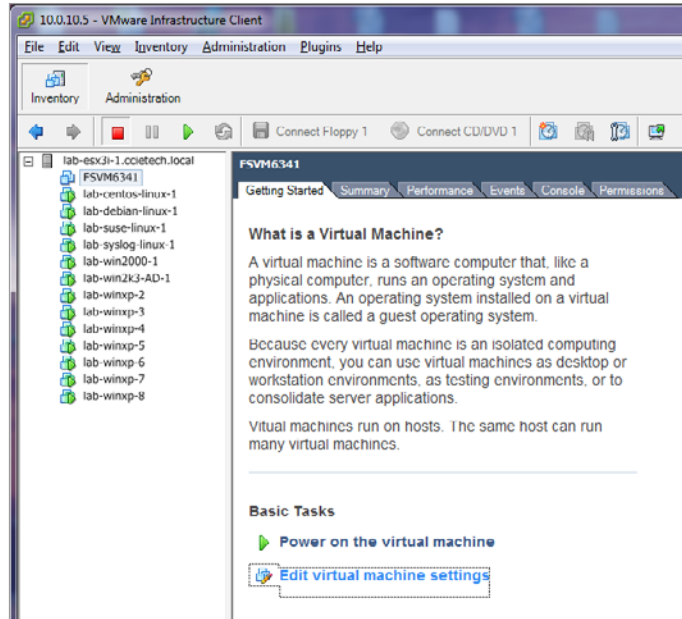 10.0.10.5 - VMware Infrastructure Client
File Edit View Inventory Administration Plugins Help
Inventory Administration
Connect Floppy 1 Connect CD/DVD 1
lab-esx3i-1.ccietech.local
FSVM6341
lab-centos-linux-1
lab-debian-linux-1
lab-suse-linux-1
lab-syslog-linux-1
lab-win2000-1
lab-win2k3-AD-1
lab-winxp-2
lab-winxp-3
lab-winxp-4
lab-winxp-5
lab-winxp-6
lab-winxp-7
lab-winxp-8
FSVM6341
Getting Started Summary Performance Events Console Permissions
What is a Virtual Machine?
A virtual machine is a software computer that, like a
physical computer, runs an operating system and
applications. An operating system installed on a virtual
machine is called a guest operating system.
Because every virtual machine is an isolated computing
environment, you can use virtual machines as desktop or
workstation environments, as testing environments, or to
consolidate server applications.
Vitual machines run on hosts. The same host can run
many virtual machines.
Basic Tasks
Power on the virtual machine
Edit virtual machine settings